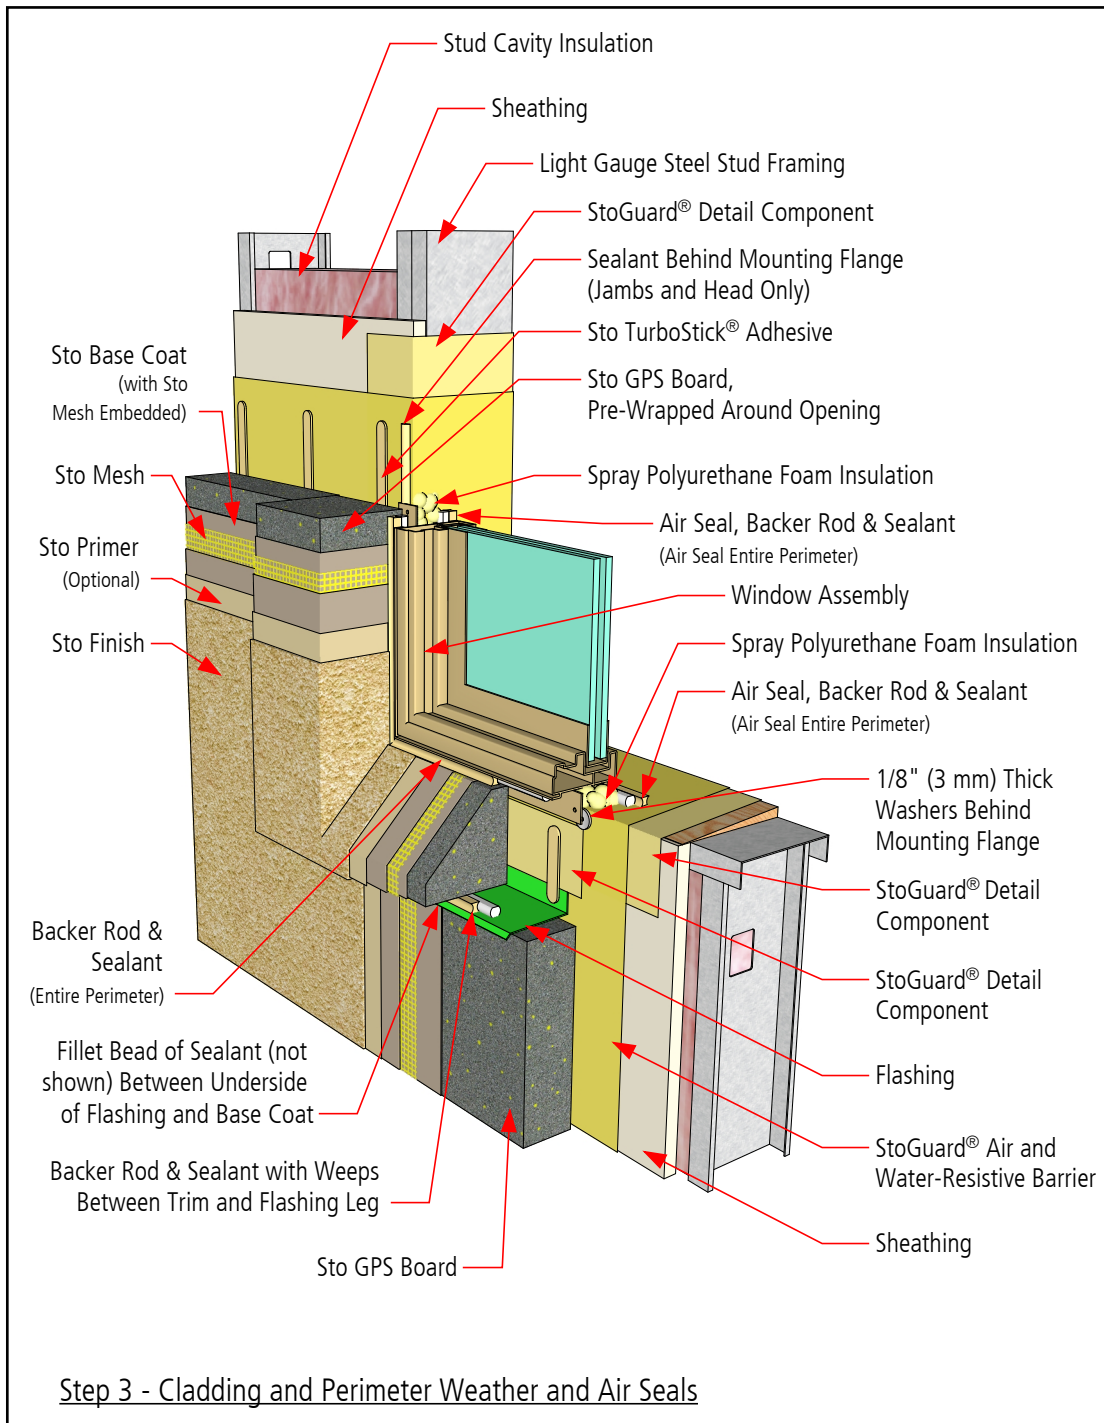 Stud Cavity Insulation
Sheathing
Light Gauge Steel Stud Framing
StoGuard® Detail Component
Sealant Behind Mounting Flange
(Jambs and Head Only)
Sto TurboStick® Adhesive
Sto GPS Board,
Pre-Wrapped Around Opening
Spray Polyurethane Foam Insulation
Air Seal, Backer Rod & Sealant
(Air Seal Entire Perimeter)
Window Assembly
Spray Polyurethane Foam Insulation
Air Seal, Backer Rod & Sealant
(Air Seal Entire Perimeter)
1/8" (3 mm) Thick
Washers Behind
Mounting Flange
StoGuard® Detail
Component
StoGuard® Detail
Component
Flashing
StoGuard® Air and
Water-Resistive Barrier
Sheathing
Sto Base Coat
(with Sto
Mesh Embedded)
Sto Mesh
Sto Primer
(Optional)
Sto Finish
Backer Rod &
Sealant
(Entire Perimeter)
Fillet Bead of Sealant (not
shown) Between Underside
of Flashing and Base Coat
Backer Rod & Sealant with Weeps
Between Trim and Flashing Leg
Sto GPS Board
Step 3 - Cladding and Perimeter Weather and Air Seals